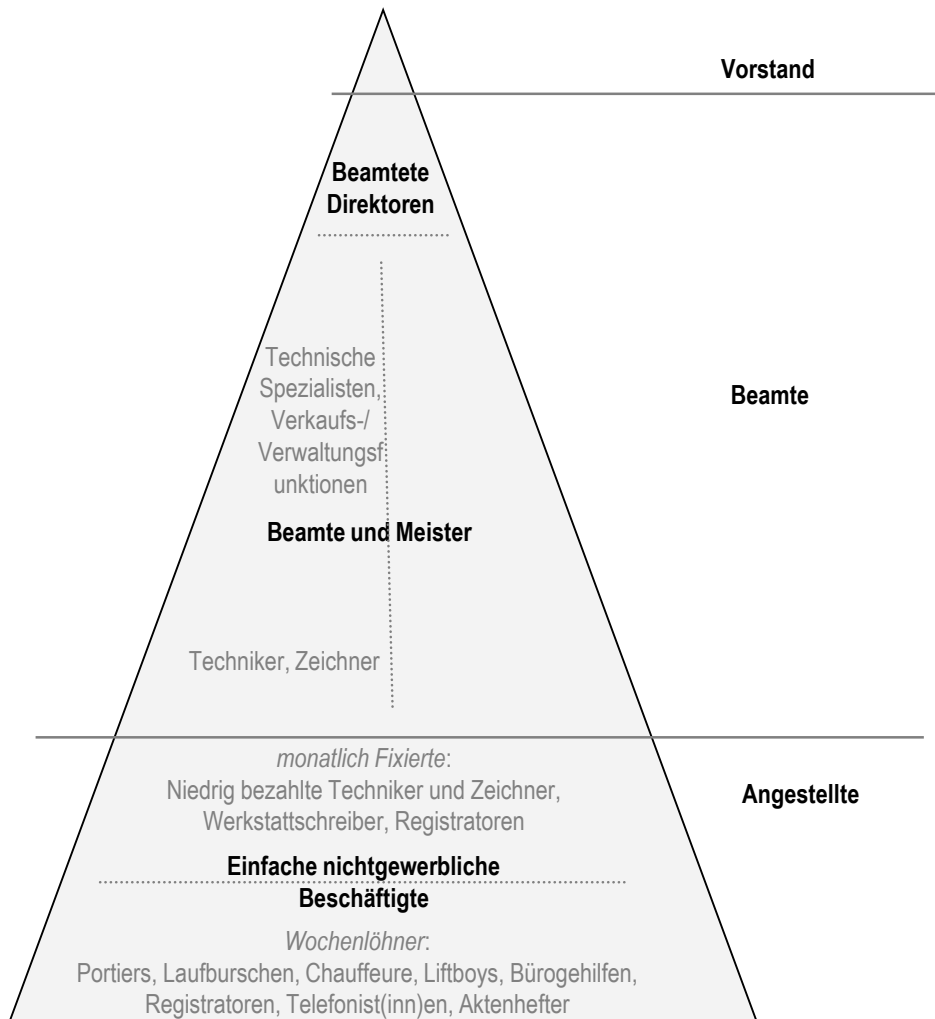 Vorstand
Beamtete
Direktoren
Technische
Spezialisten,
Verkaufs-/
Verwaltungsf
unktionen
Beamte
Beamte und Meister
Techniker, Zeichner
monatlich Fixierte:
Niedrig bezahlte Techniker und Zeichner,
Werkstattschreiber, Registratoren
Angestellte
Einfache nichtgewerbliche
Beschäftigte
Wochenlöhner:
Portiers, Laufburschen, Chauffeure, Liftboys, Bürogehilfen,
Registratoren, Telefonist(inn)en, Aktenhefter